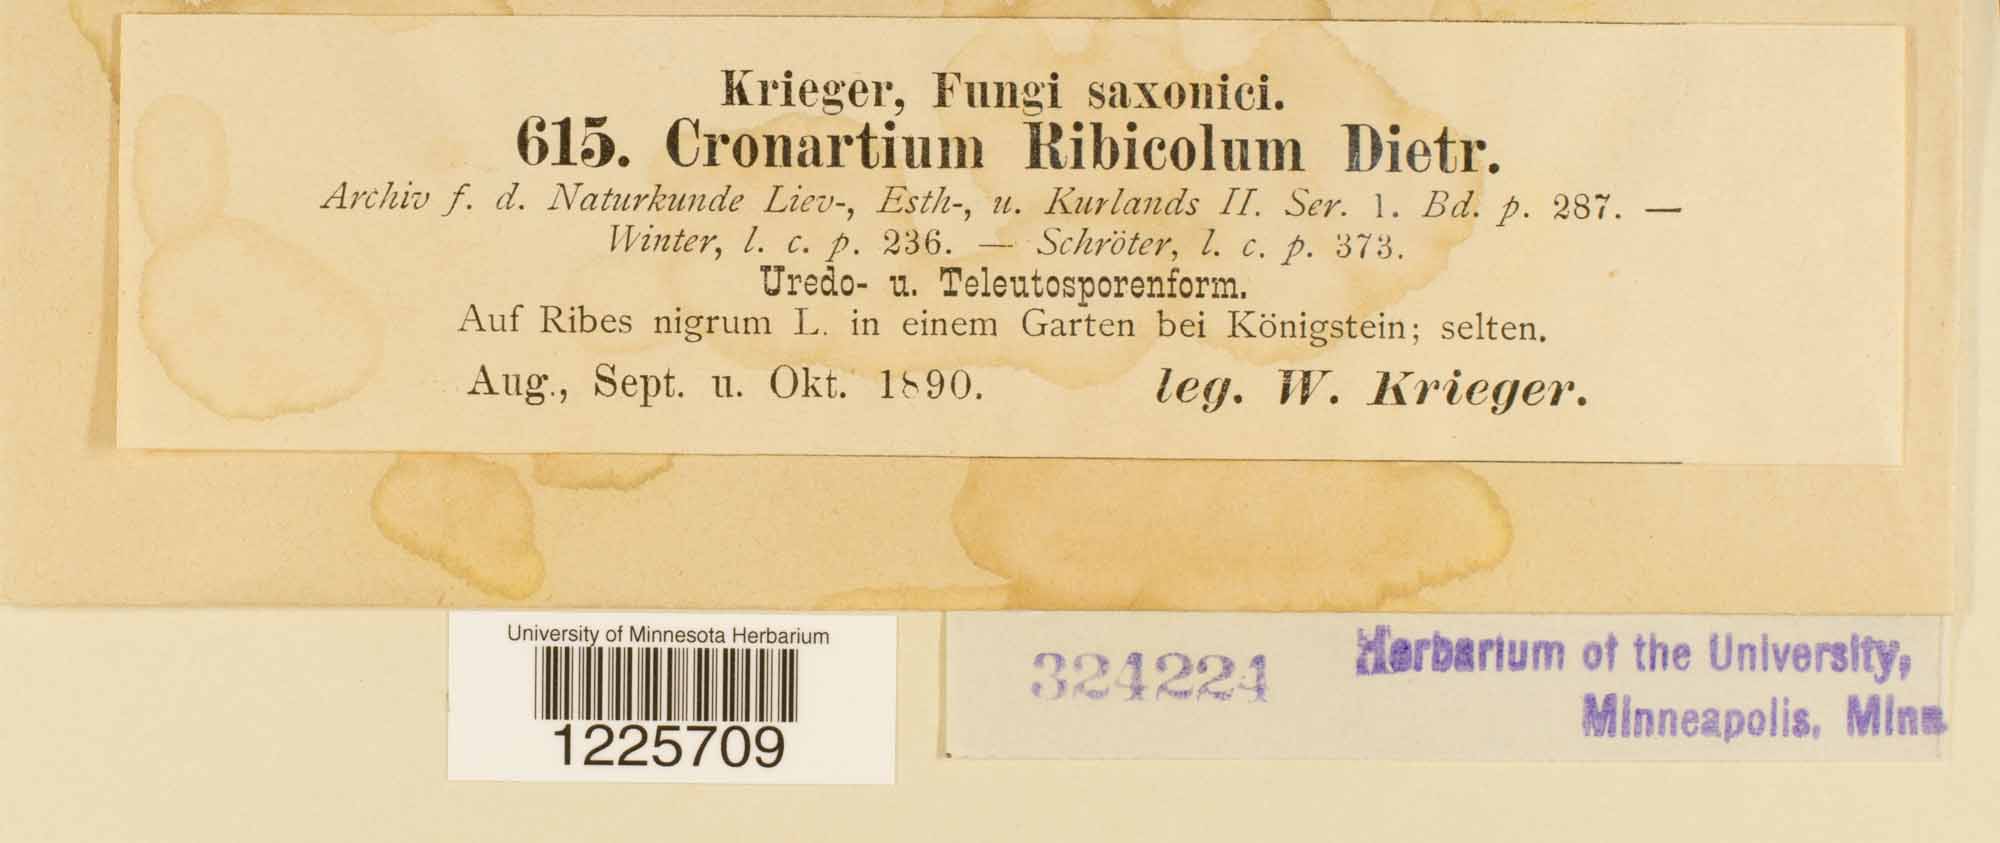 Krieger, Fungi saxonici.
615. Cronartium Ribicolum Dietr.
Archiv f. d. Naturkunde Liev-, Esth-, u. Kurlands II. Ser. 1. Bd. p. 287. —
Winter, l. c. p. 236. — Schröter, l. c. p. 373.
Uredo- u. Teleutosporenform.
Auf Ribes nigrum L. in einem Garten bei Königstein; selten.
Aug., Sept. u. Okt. 1890. leg. W. Krieger.
University of Minnesota Herbarium
1225709
324224
Herbarium of the University,
Minneapolis, Minn